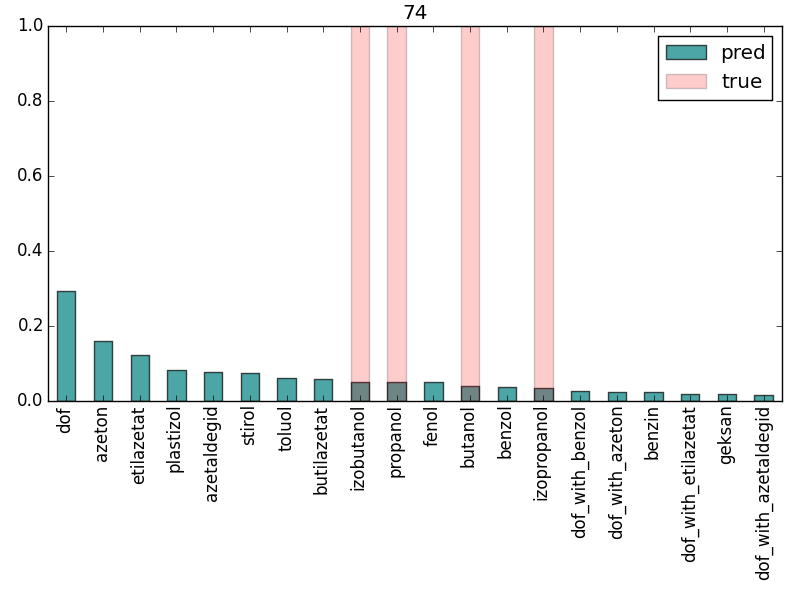 74
1.0
0.8
0.6
0.4
0.2
0.0
pred
true
dof
azeton
etilazetat
plastizol
azetaldegid
stirol
toluol
butilazetat
izobutanol
propanol
fenol
butanol
benzol
izopropanol
dof_with_benzol
dof_with_azeton
benzin
dof_with_etilazetat
geksan
dof_with_azetaldegid